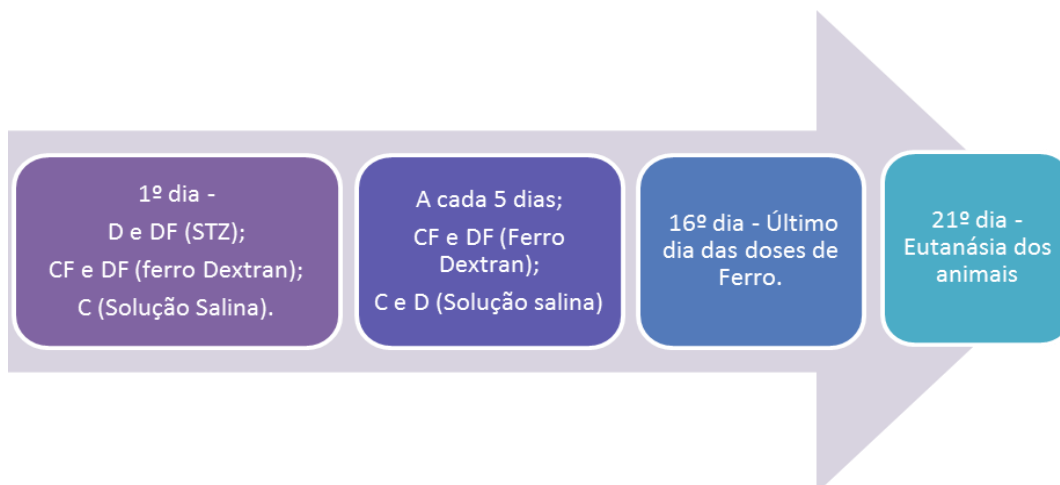 1º dia -
D e DF (STZ);
CF e DF (ferro Dextran);
C (Solução Salina).
A cada 5 dias;
CF e DF (Ferro
Dextran);
C e D (Solução salina)
16º dia - Último
dia das doses de
Ferro.
21º dia -
Eutanásia dos
animais